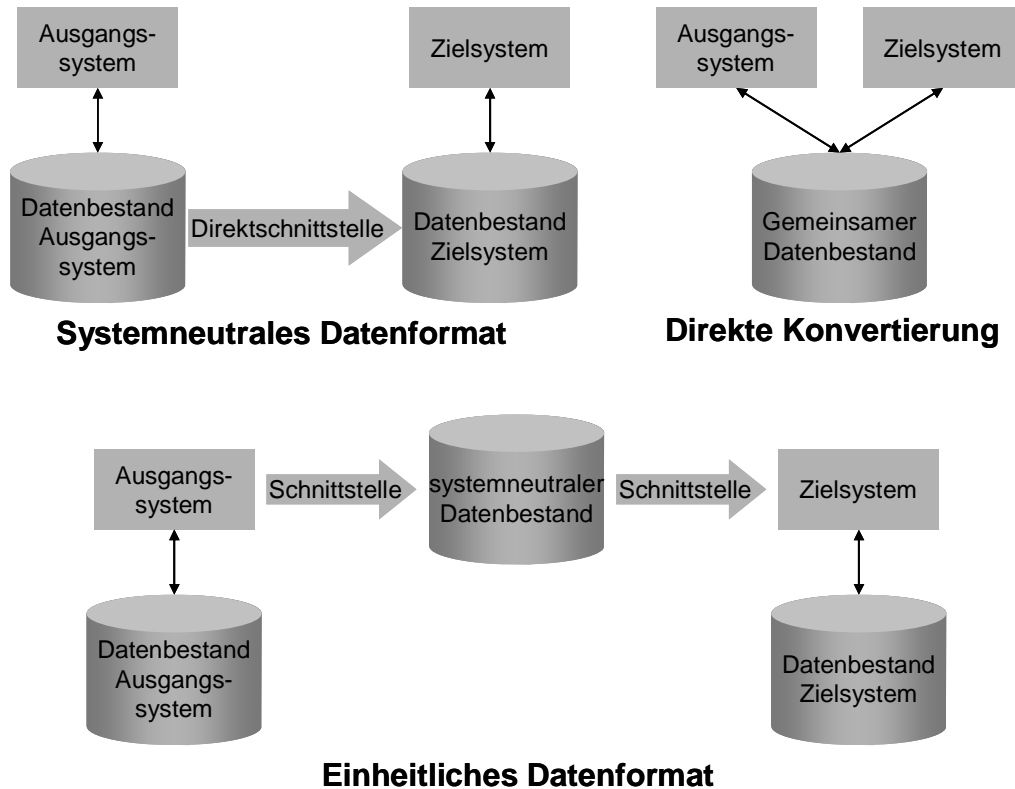 Ausgangs-
system
Zielsystem
Ausgangs-
system
Zielsystem
Datenbestand
Ausgangs-
system
Direktschnittstelle
Datenbestand
Zielsystem
Gemeinsamer
Datenbestand
Systemneutrales Datenformat
Direkte Konvertierung
Ausgangs-
system
Schnittstelle
systemneutraler
Datenbestand
Schnittstelle
Zielsystem
Datenbestand
Ausgangs-
system
Datenbestand
Zielsystem
Einheitliches Datenformat